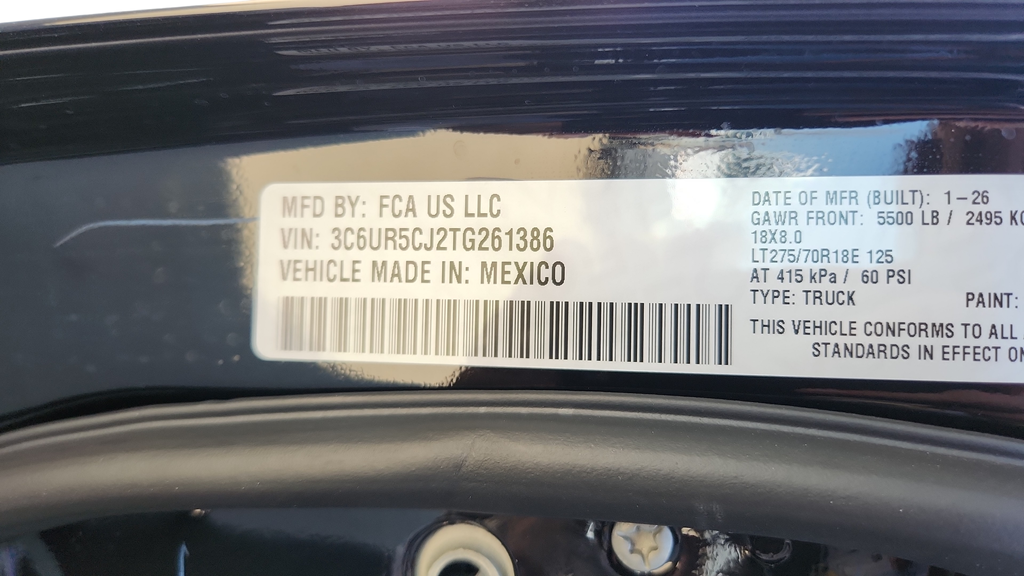 MFD BY: FCA US LLC
VIN: 3C6UR5CJ2TG261386
VEHICLE MADE IN: MEXICO
DATE OF MFR (BUILT): 1-26
GAWR FRONT: 5500 LB / 2495 KG
18X8.0
LT275/70R18E 125
AT 415 kPa / 60 PSI
TYPE: TRUCK PAINT:
THIS VEHICLE CONFORMS TO ALL
STANDARDS IN EFFECT ON